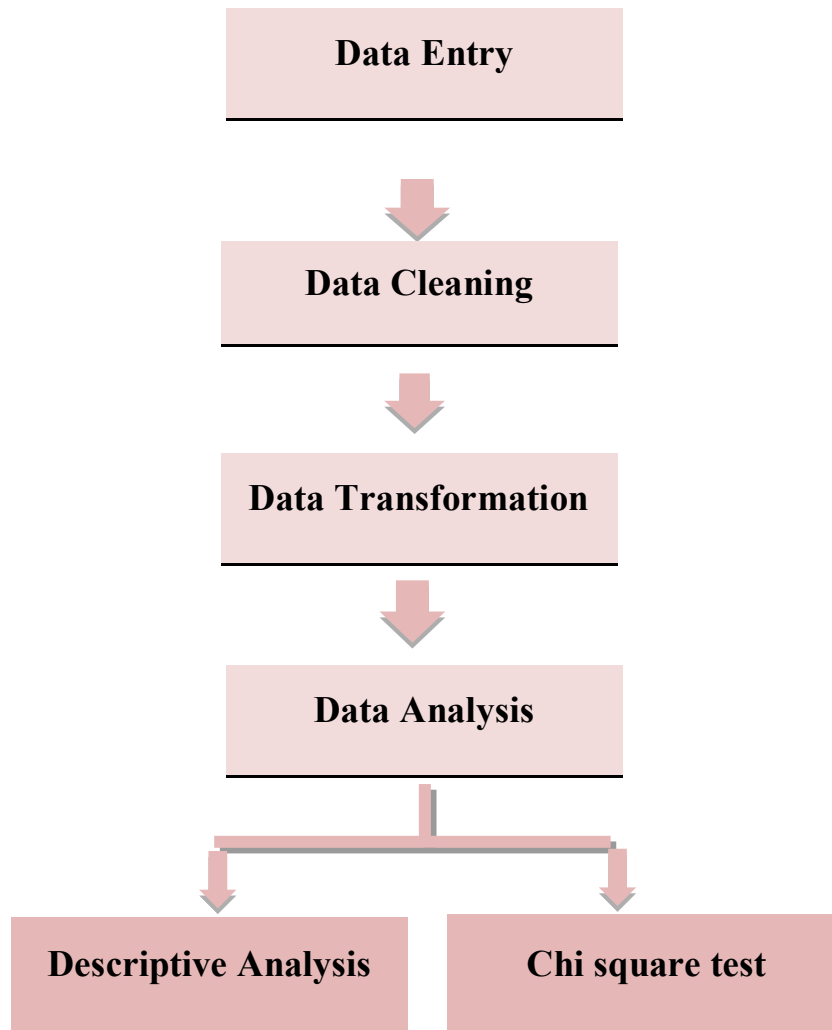 Data Entry
Data Cleaning
Data Transformation
Data Analysis
Descriptive Analysis
Chi square test